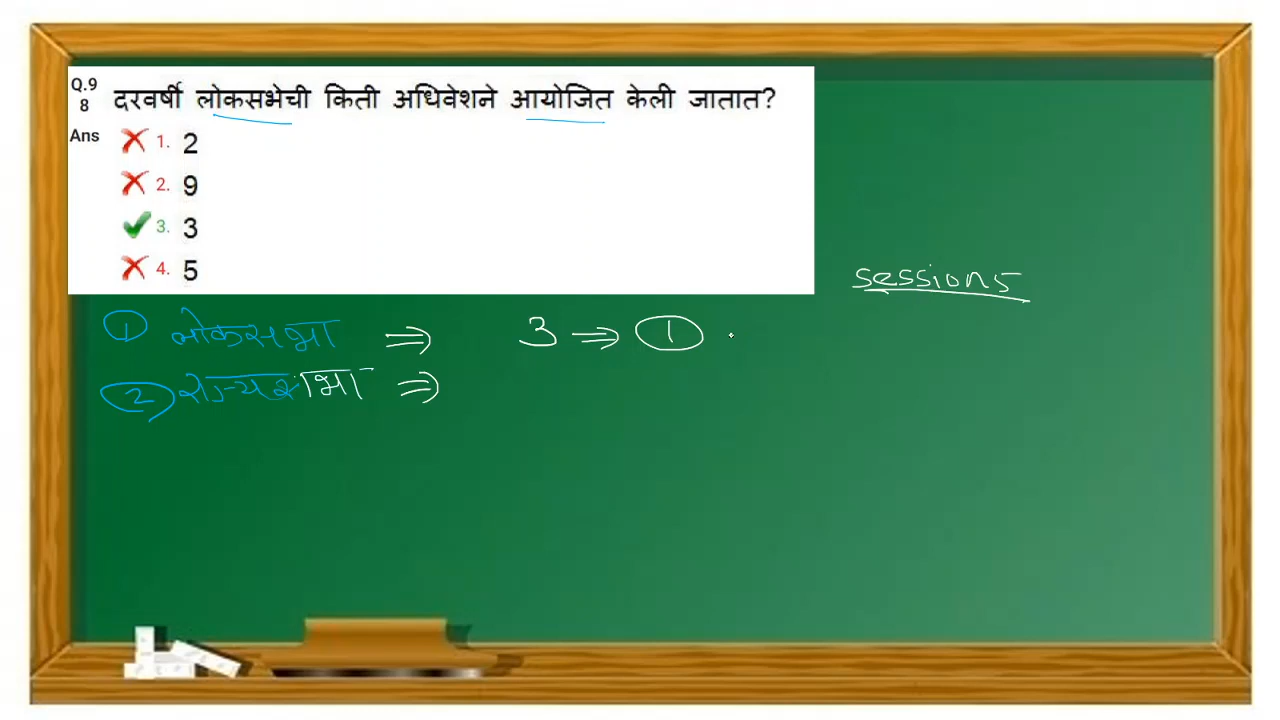 Q.98 दरवर्षी लोकसभेची किती अधिवेशने आयोजित केली जातात?
Ans 1. 2
2. 9
3. 3
4. 5
sessions
1 लोकसभा ⇒ 3 ⇒ 1
2 राज्यसभा ⇒